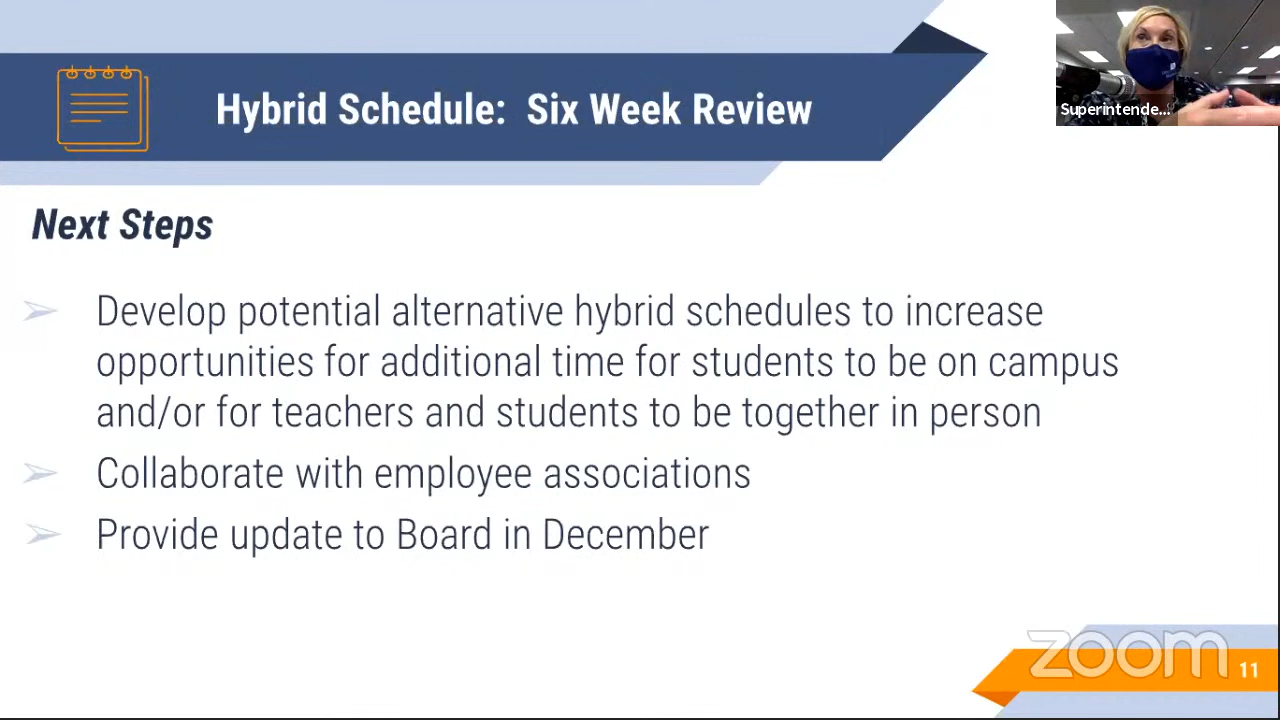 Hybrid Schedule: Six Week Review
Superintende...
Next Steps
Develop potential alternative hybrid schedules to increase
opportunities for additional time for students to be on campus
and/or for teachers and students to be together in person
Collaborate with employee associations
Provide update to Board in December
zoom
11